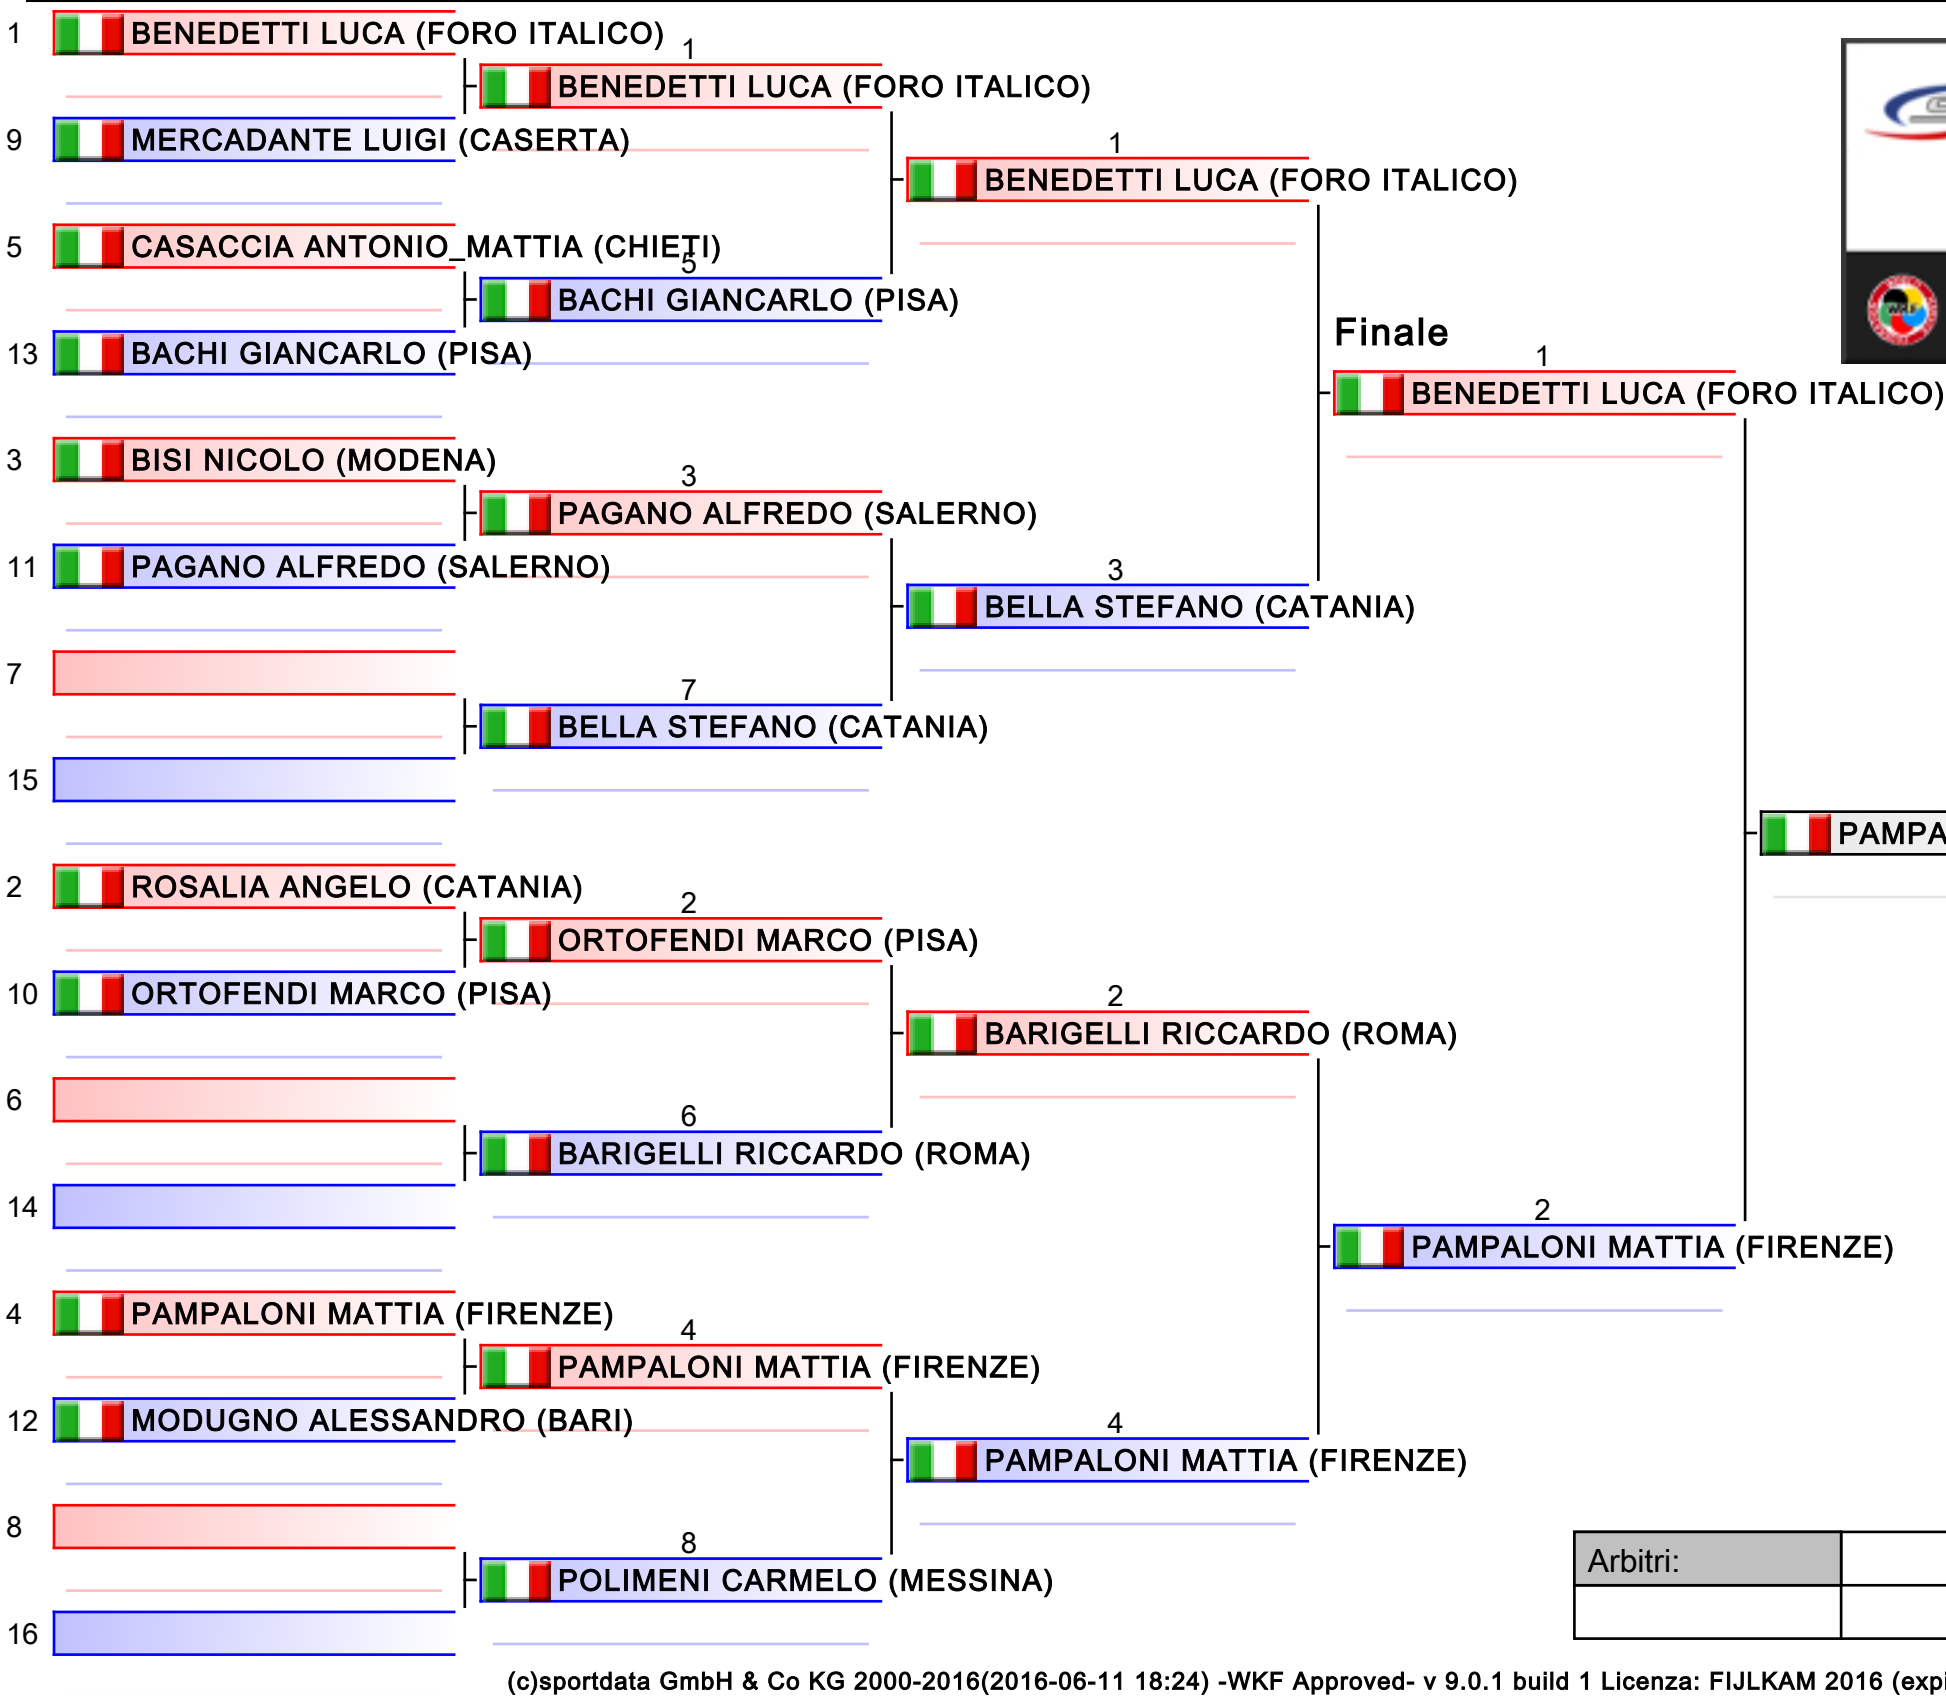 1 BENEDETTI LUCA (FORO ITALICO)
9 MERCADANTE LUIGI (CASERTA)
5 CASACCIA ANTONIO_MATTIA (CHIETI)
13 BACHI GIANCARLO (PISA)
3 BISI NICOLO (MODENA)
11 PAGANO ALFREDO (SALERNO)
7
15
2 ROSALIA ANGELO (CATANIA)
10 ORTOFENDI MARCO (PISA)
6
14
4 PAMPALONI MATTIA (FIRENZE)
12 MODUGNO ALESSANDRO (BARI)
8
16
1
BENEDETTI LUCA (FORO ITALICO)
5
BACHI GIANCARLO (PISA)
3
PAGANO ALFREDO (SALERNO)
7
BELLA STEFANO (CATANIA)
2
ORTOFENDI MARCO (PISA)
6
BARIGELLI RICCARDO (ROMA)
4
PAMPALONI MATTIA (FIRENZE)
8
POLIMENI CARMELO (MESSINA)
1
BENEDETTI LUCA (FORO ITALICO)
3
BELLA STEFANO (CATANIA)
2
BARIGELLI RICCARDO (ROMA)
4
PAMPALONI MATTIA (FIRENZE)
Finale
1
BENEDETTI LUCA (FORO ITALICO)
2
PAMPALONI MATTIA (FIRENZE)
PAMPA
WKF
Arbitri:
(c)sportdata GmbH & Co KG 2000-2016(2016-06-11 18:24) -WKF Approved- v 9.0.1 build 1 Licenza: FIJLKAM 2016 (expi